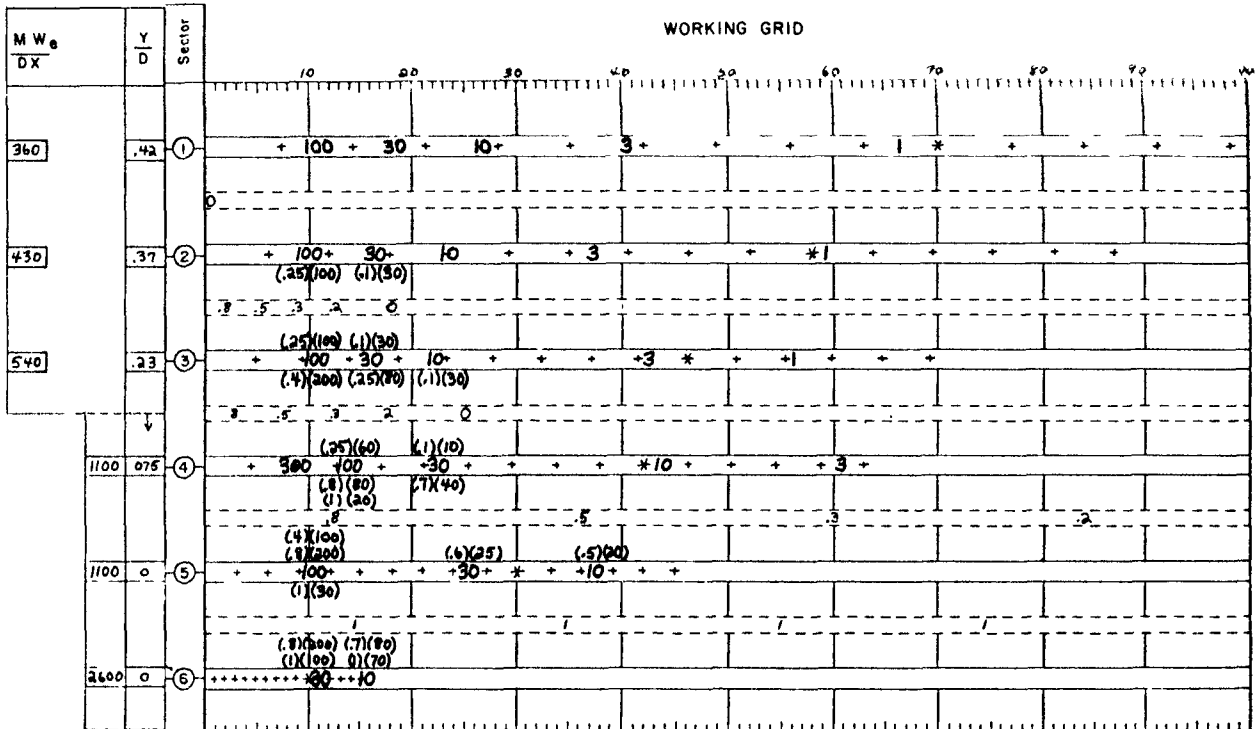 WORKING GRID
M We / DX Y / D Sector
10 20 30 40 50 60 70 80 90
360 .42 1 + 100 + 30 + 10 + + 3 + + + + 1 * + + + +
0
430 .37 2 + 100 + 30 + 10 + + 3 + + + * 1 + + + + +
(.25)(100) (.1)(30)
.8 .5 .3 .2 0
(.25)(100) (.1)(30)
540 .23 3 + +100 + 30 + 10 + + + + + 3 * + + 1 + + +
(.4)(200) (.25)(80) (.1)(30)
.8 .5 .3 .2 0
↓
(.25)(60) (.1)(10)
1100 .075 4 + 300 +100 + +30 + + + + * 10 + + + + 3 +
(.8)(80) (.7)(40)
(1)(20)
.8 .5 .3 .2
(.4)(100)
(.8)(200) (.6)(25) (.5)(20)
1100 0 5 + + +100 + + + + + 30 + * + + 10 + + +
(1)(30)
1 1 1 1
(.8)(200) (.7)(80)
(1)(100) (1)(70)
2600 0 6 + + + + + + + + + + + * 30 + + + 10